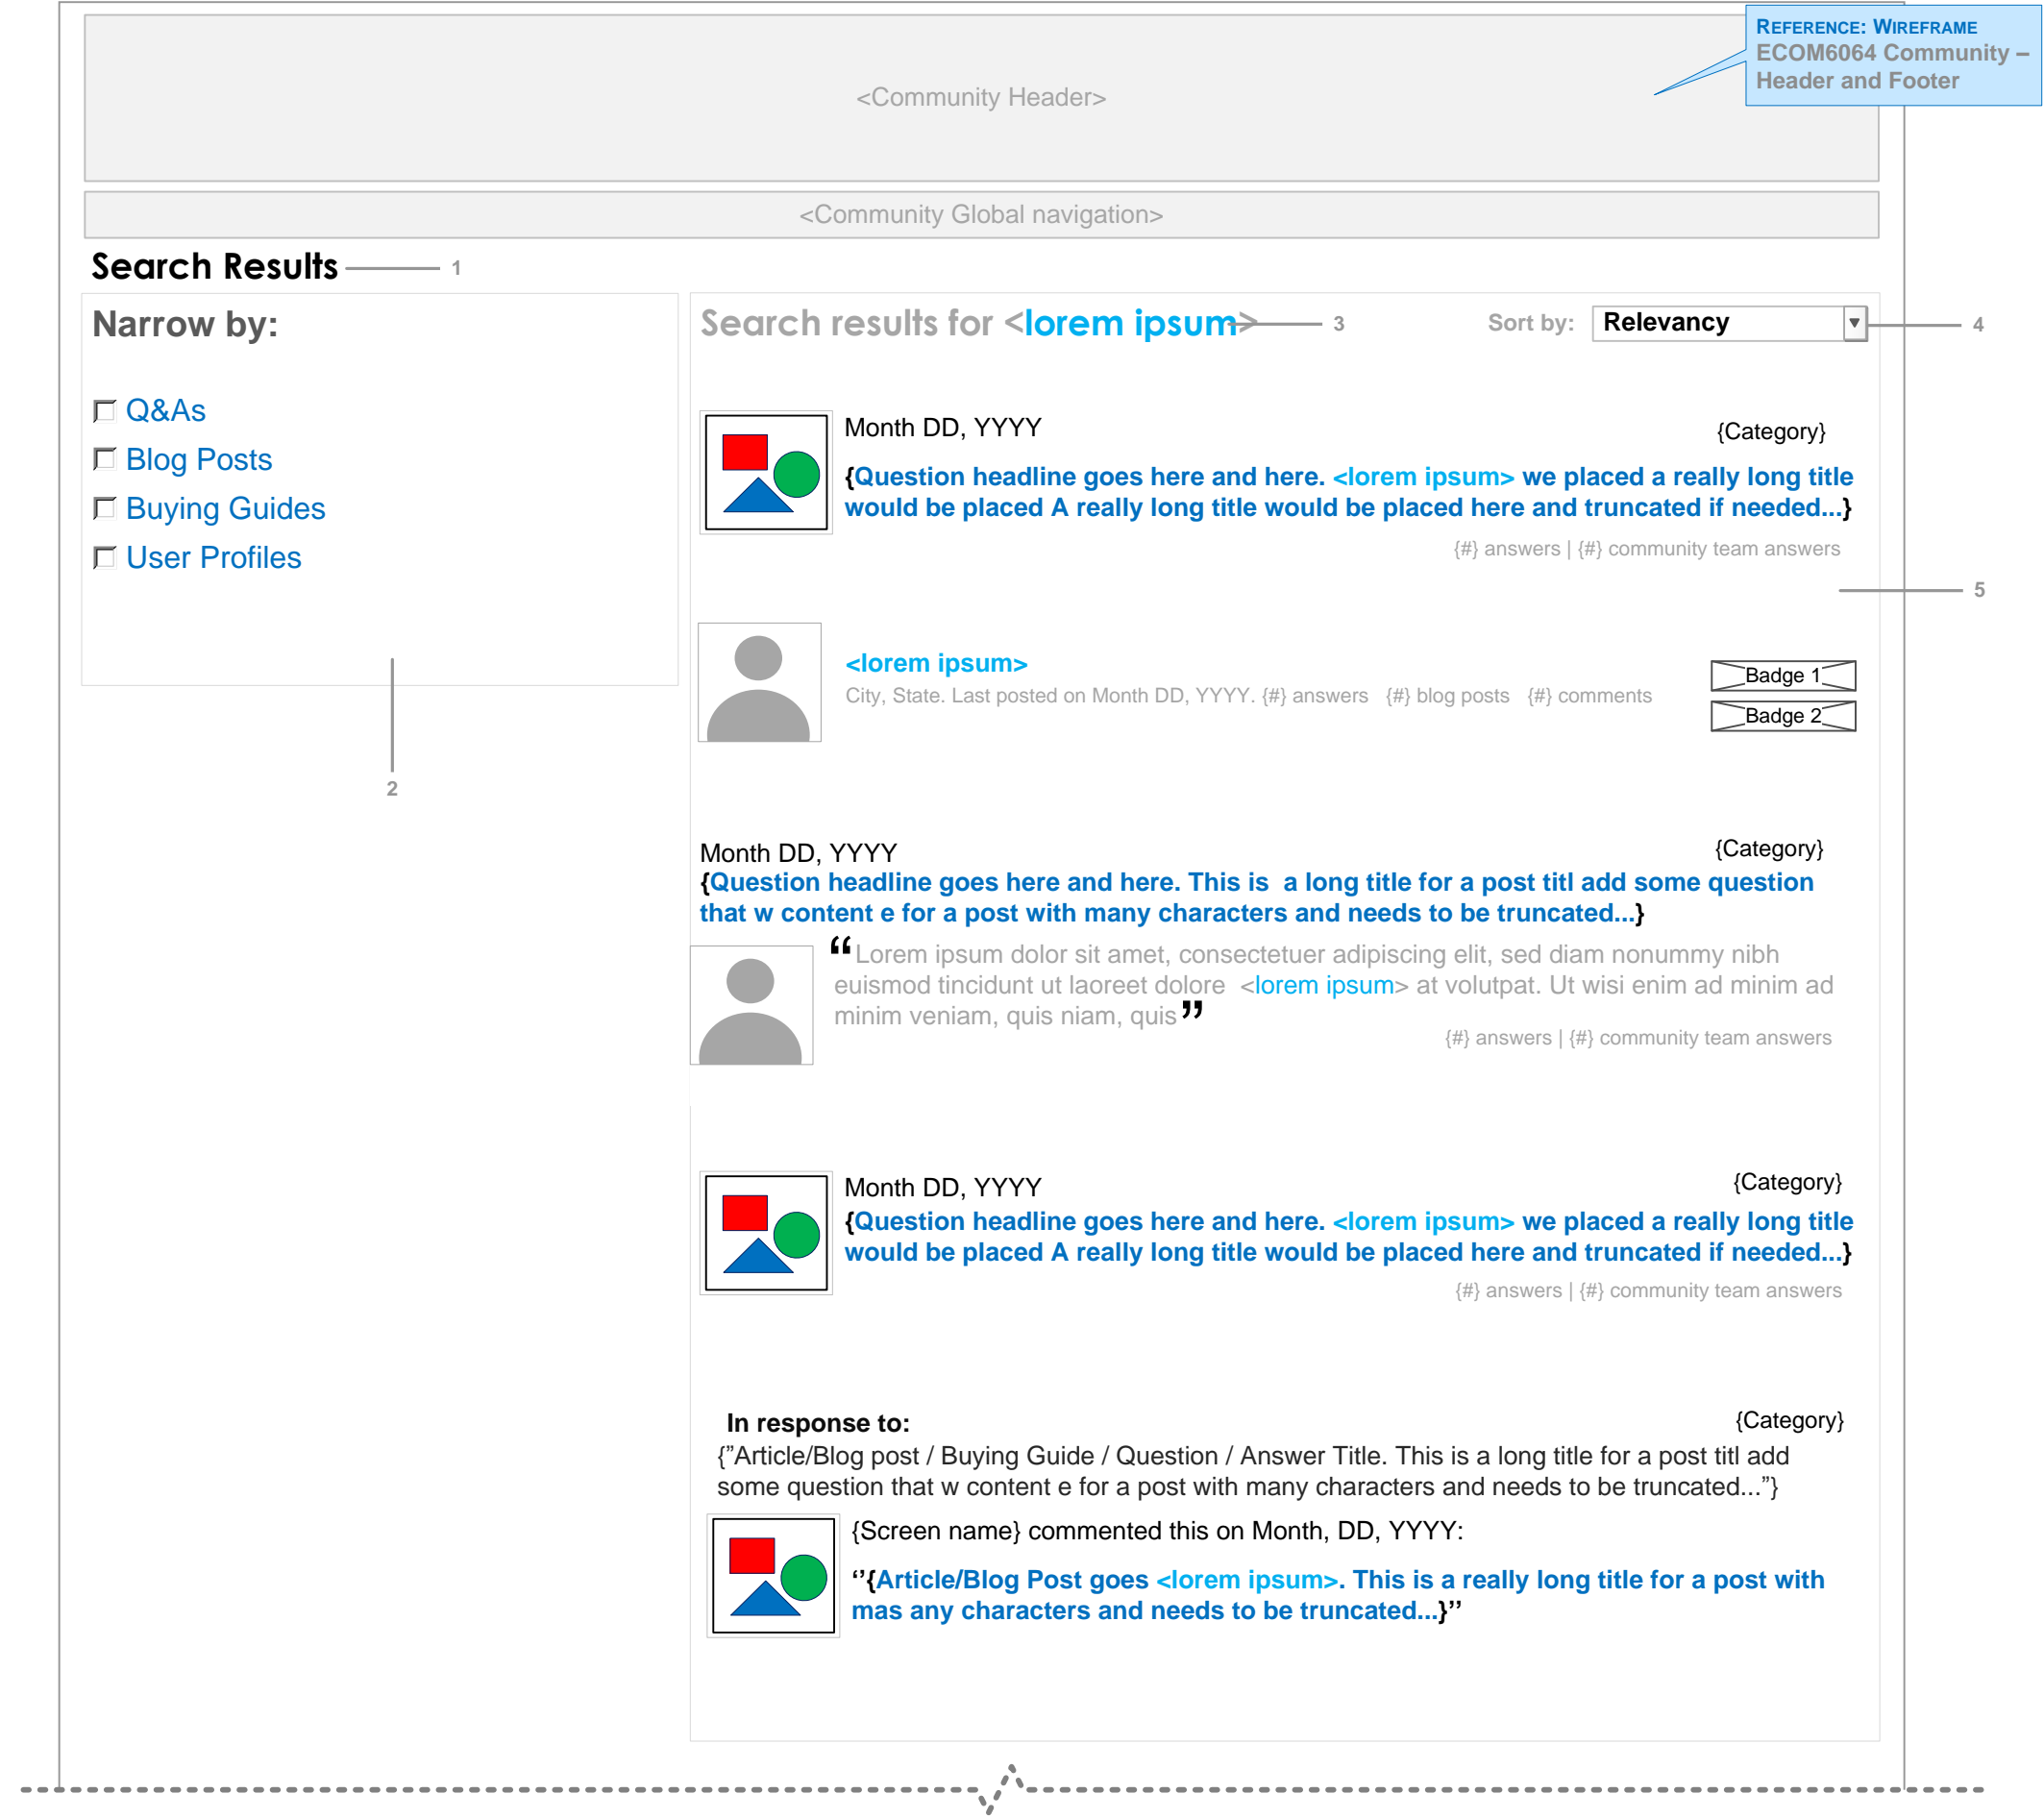 REFERENCE: WIREFRAME
ECOM6064 Community –
Header and Footer
<Community Header>
<Community Global navigation>
Search Results
1
Narrow by:
Q&As
Blog Posts
Buying Guides
User Profiles
2
Search results for <lorem ipsum>
3
Sort by:
Relevancy
4
Month DD, YYYY
{Category}
{Question headline goes here and here. <lorem ipsum> we placed a really long title
would be placed A really long title would be placed here and truncated if needed...}
{#} answers | {#} community team answers
5
<lorem ipsum>
City, State. Last posted on Month DD, YYYY. {#} answers {#} blog posts {#} comments
Badge 1
Badge 2
Month DD, YYYY
{Category}
{Question headline goes here and here. This is a long title for a post titl add some question
that w content e for a post with many characters and needs to be truncated...}
“Lorem ipsum dolor sit amet, consectetuer adipiscing elit, sed diam nonummy nibh
euismod tincidunt ut laoreet dolore <lorem ipsum> at volutpat. Ut wisi enim ad minim ad
minim veniam, quis niam, quis”
{#} answers | {#} community team answers
Month DD, YYYY
{Category}
{Question headline goes here and here. <lorem ipsum> we placed a really long title
would be placed A really long title would be placed here and truncated if needed...}
{#} answers | {#} community team answers
In response to:
{Category}
{”Article/Blog post / Buying Guide / Question / Answer Title. This is a long title for a post titl add
some question that w content e for a post with many characters and needs to be truncated...”}
{Screen name} commented this on Month, DD, YYYY:
‘’{Article/Blog Post goes <lorem ipsum>. This is a really long title for a post with
mas any characters and needs to be truncated...}’’